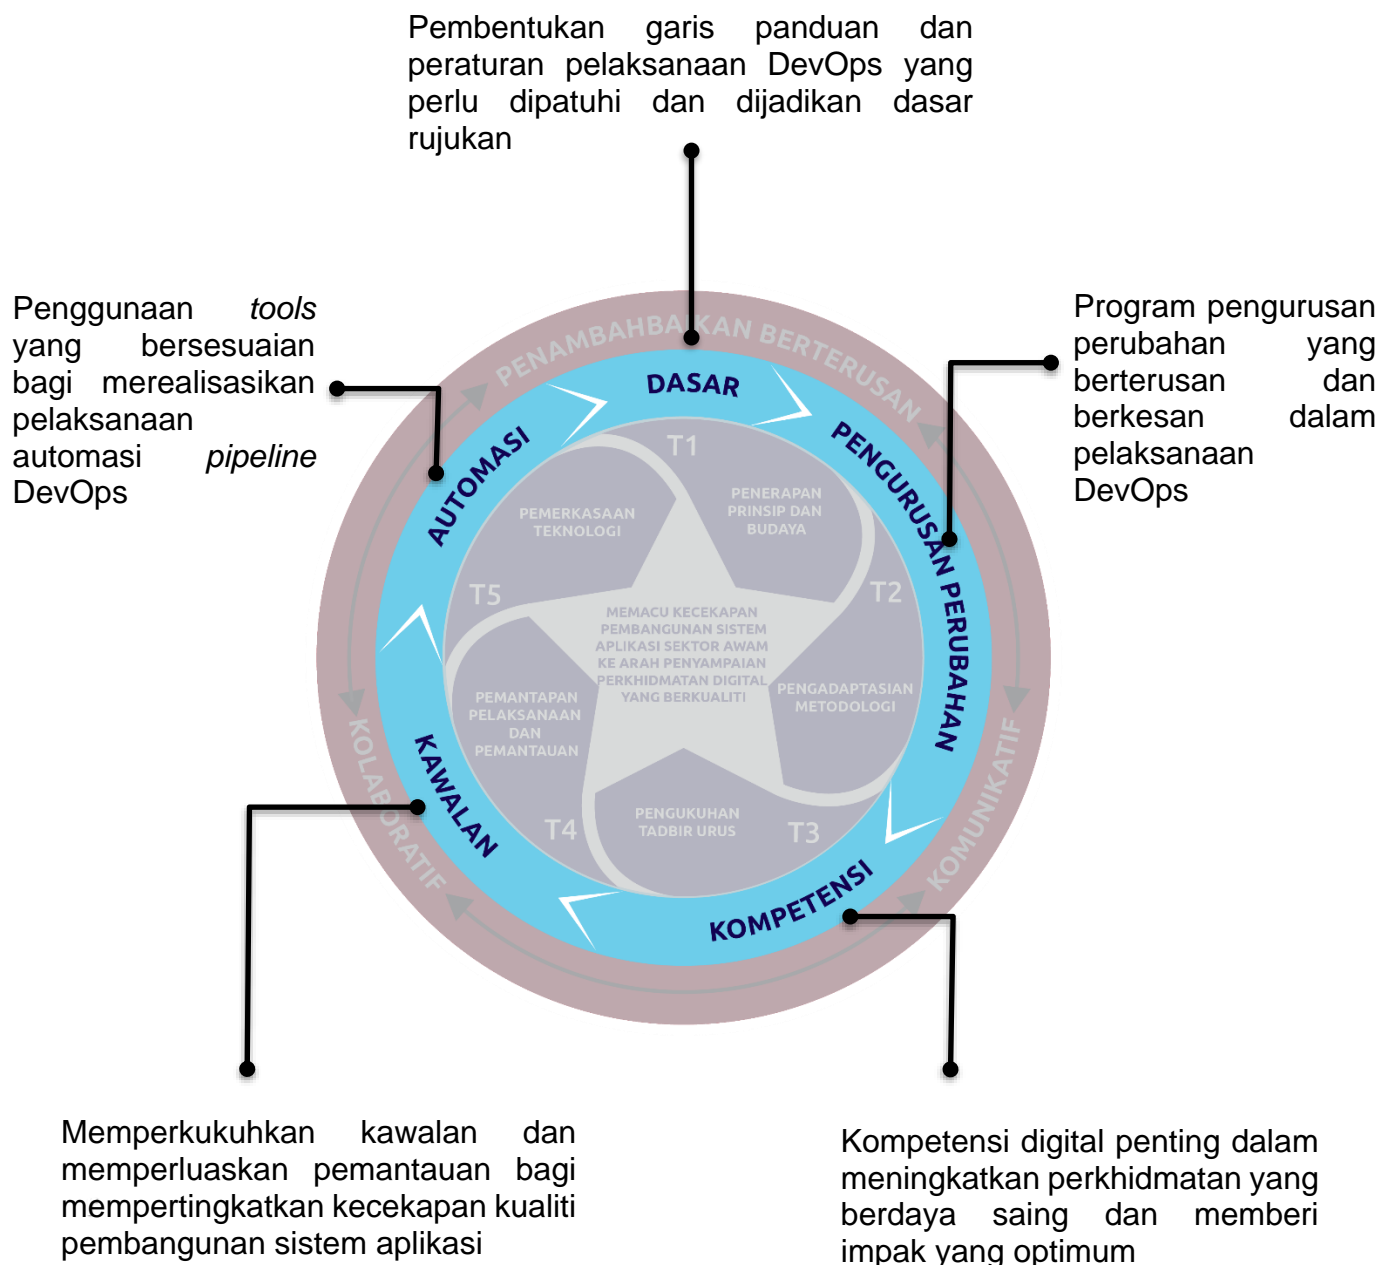 Pembentukan garis panduan dan
peraturan pelaksanaan DevOps yang
perlu dipatuhi dan dijadikan dasar
rujukan
Penggunaan tools
yang bersesuaian
bagi merealisasikan
pelaksanaan
automasi pipeline
DevOps
Program pengurusan
perubahan yang
berterusan dan
berkesan dalam
pelaksanaan
DevOps
PENAMBAHBAIKAN BERTERUSAN
DASAR
AUTOMASI
PENGURUSAN PERUBAHAN
T1
PENERAPAN
PRINSIP DAN
BUDAYA
PEMERKASAAN
TEKNOLOGI
T5
T2
MEMACU KECEKAPAN
PEMBANGUNAN SISTEM
APLIKASI SEKTOR AWAM
KE ARAH PENYAMPAIAN
PERKHIDMATAN DIGITAL
YANG BERKUALITI
PENGADAPTASIAN
METODOLOGI
PEMANTAPAN
PELAKSANAAN
DAN
PEMANTAUAN
PENGUKUHAN
TADBIR URUS
T4
T3
KAWALAN
KOMPETENSI
KOLABORATIF
KOMUNIKATIF
Memperkukuhkan kawalan dan
memperluaskan pemantauan bagi
mempertingkatkan kecekapan kualiti
pembangunan sistem aplikasi
Kompetensi digital penting dalam
meningkatkan perkhidmatan yang
berdaya saing dan memberi
impak yang optimum